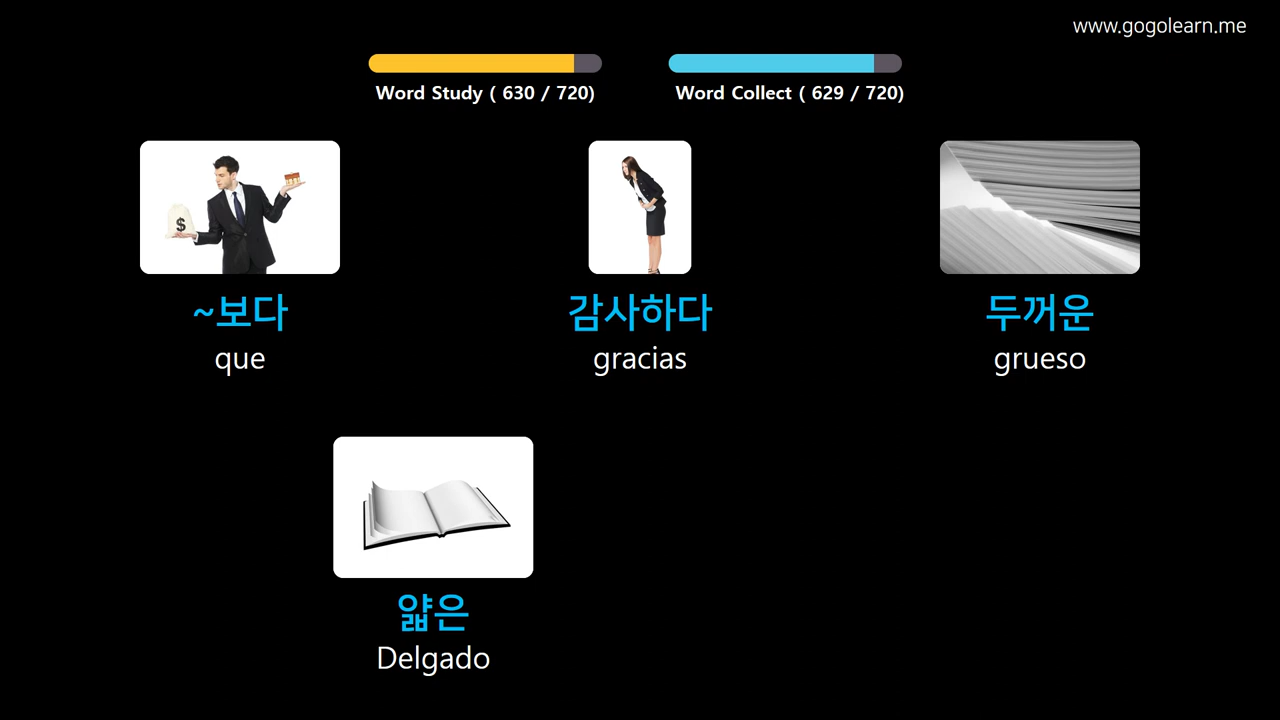 www.gogolearn.me
Word Study ( 630 / 720)
Word Collect ( 629 / 720)
$
~보다
que
감사하다
gracias
두꺼운
grueso
얇은
Delgado